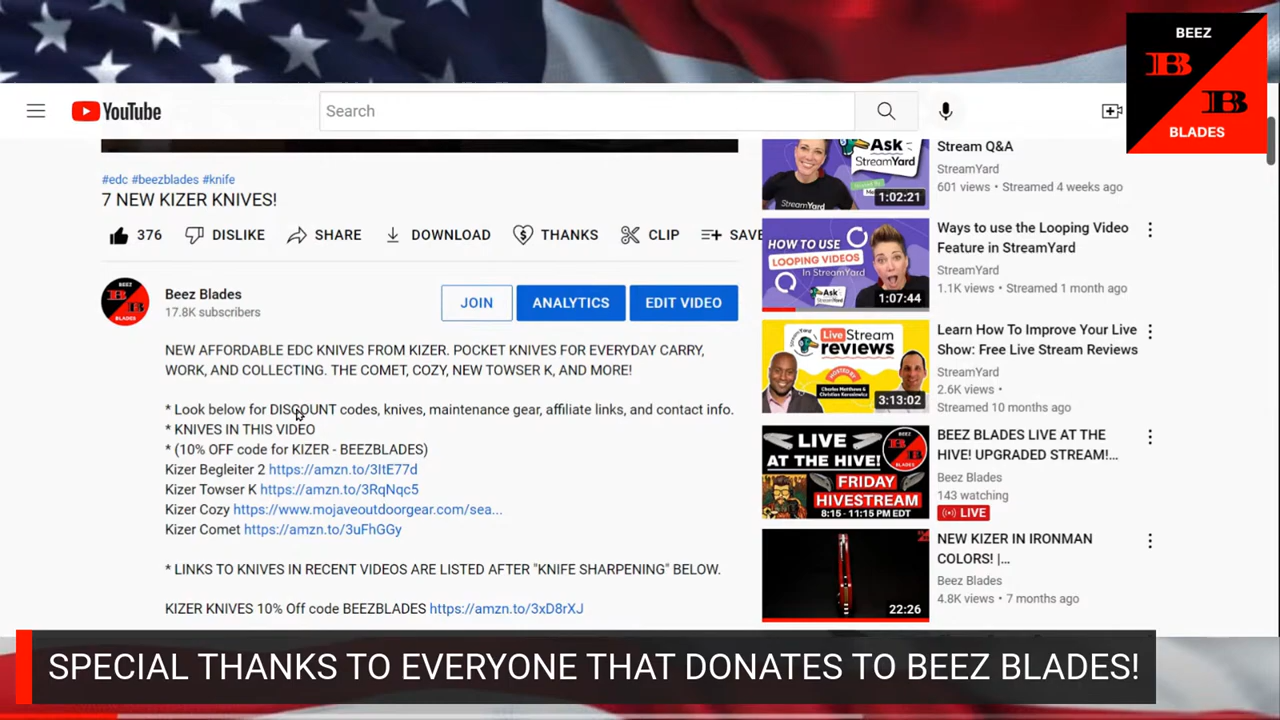 BEEZ
B
B
BLADES
YouTube
Search
#edc #beezblades #knife
7 NEW KIZER KNIVES!
376 DISLIKE SHARE DOWNLOAD THANKS CLIP SAVE
Beez Blades
17.8K subscribers
JOIN ANALYTICS EDIT VIDEO
NEW AFFORDABLE EDC KNIVES FROM KIZER. POCKET KNIVES FOR EVERYDAY CARRY,
WORK, AND COLLECTING. THE COMET, COZY, NEW TOWSER K, AND MORE!
* Look below for DISCOUNT codes, knives, maintenance gear, affiliate links, and contact info.
* KNIVES IN THIS VIDEO
* (10% OFF code for KIZER - BEEZBLADES)
Kizer Begleiter 2 https://amzn.to/3ItE77d
Kizer Towser K https://amzn.to/3RqNqc5
Kizer Cozy https://www.mojaveoutdoorgear.com/sea...
Kizer Comet https://amzn.to/3uFhGGy
* LINKS TO KNIVES IN RECENT VIDEOS ARE LISTED AFTER "KNIFE SHARPENING" BELOW.
KIZER KNIVES 10% Off code BEEZBLADES https://amzn.to/3xD8rXJ
Ask
StreamYard
1:02:21
Stream Q&A
StreamYard
601 views • Streamed 4 weeks ago
HOW TO USE
LOOPING VIDEOS
In StreamYard
Ask
StreamYard
1:07:44
Ways to use the Looping Video
Feature in StreamYard
StreamYard
1.1K views • Streamed 1 month ago
Live Stream
reviews
HOSTED BY
Charles Matthews &
Christian Karasiewicz
3:13:02
Learn How To Improve Your Live
Show: Free Live Stream Reviews
StreamYard
2.6K views •
Streamed 10 months ago
LIVE
AT THE HIVE!
FRIDAY
HIVESTREAM
8:15 - 11:15 PM EDT
BEEZ BLADES LIVE AT THE
HIVE! UPGRADED STREAM!...
Beez Blades
143 watching
LIVE
22:26
NEW KIZER IN IRONMAN
COLORS! |...
Beez Blades
4.8K views • 7 months ago
SPECIAL THANKS TO EVERYONE THAT DONATES TO BEEZ BLADES!